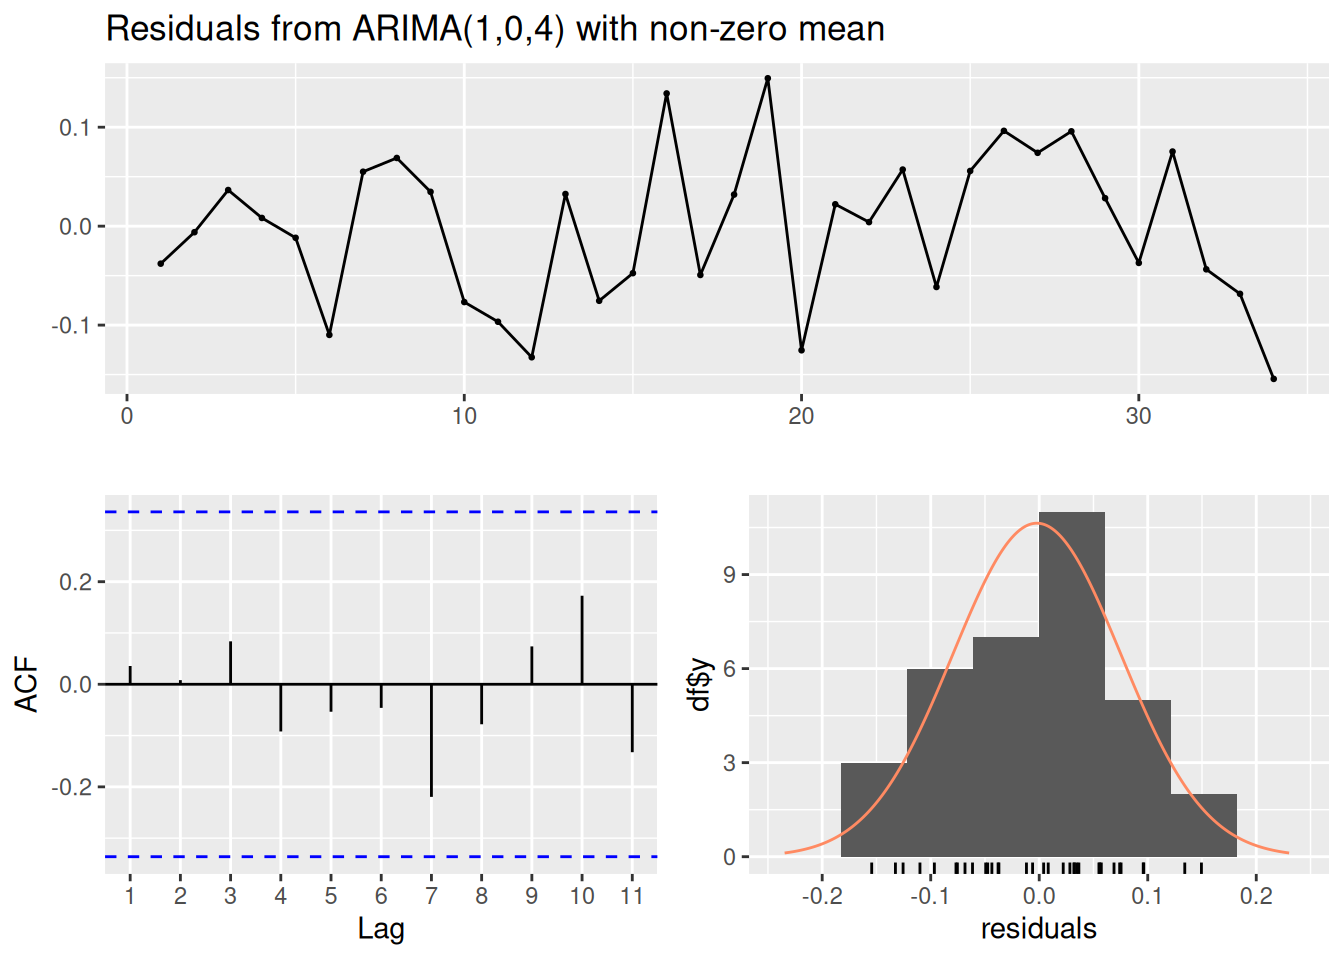 Residuals from ARIMA(1,0,4) with non-zero mean
0.1
0.0
-0.1
0 10 20 30
ACF
0.2
0.0
-0.2
1 2 3 4 5 6 7 8 9 10 11
Lag
df$y
9
6
3
0
-0.2 -0.1 0.0 0.1 0.2
residuals